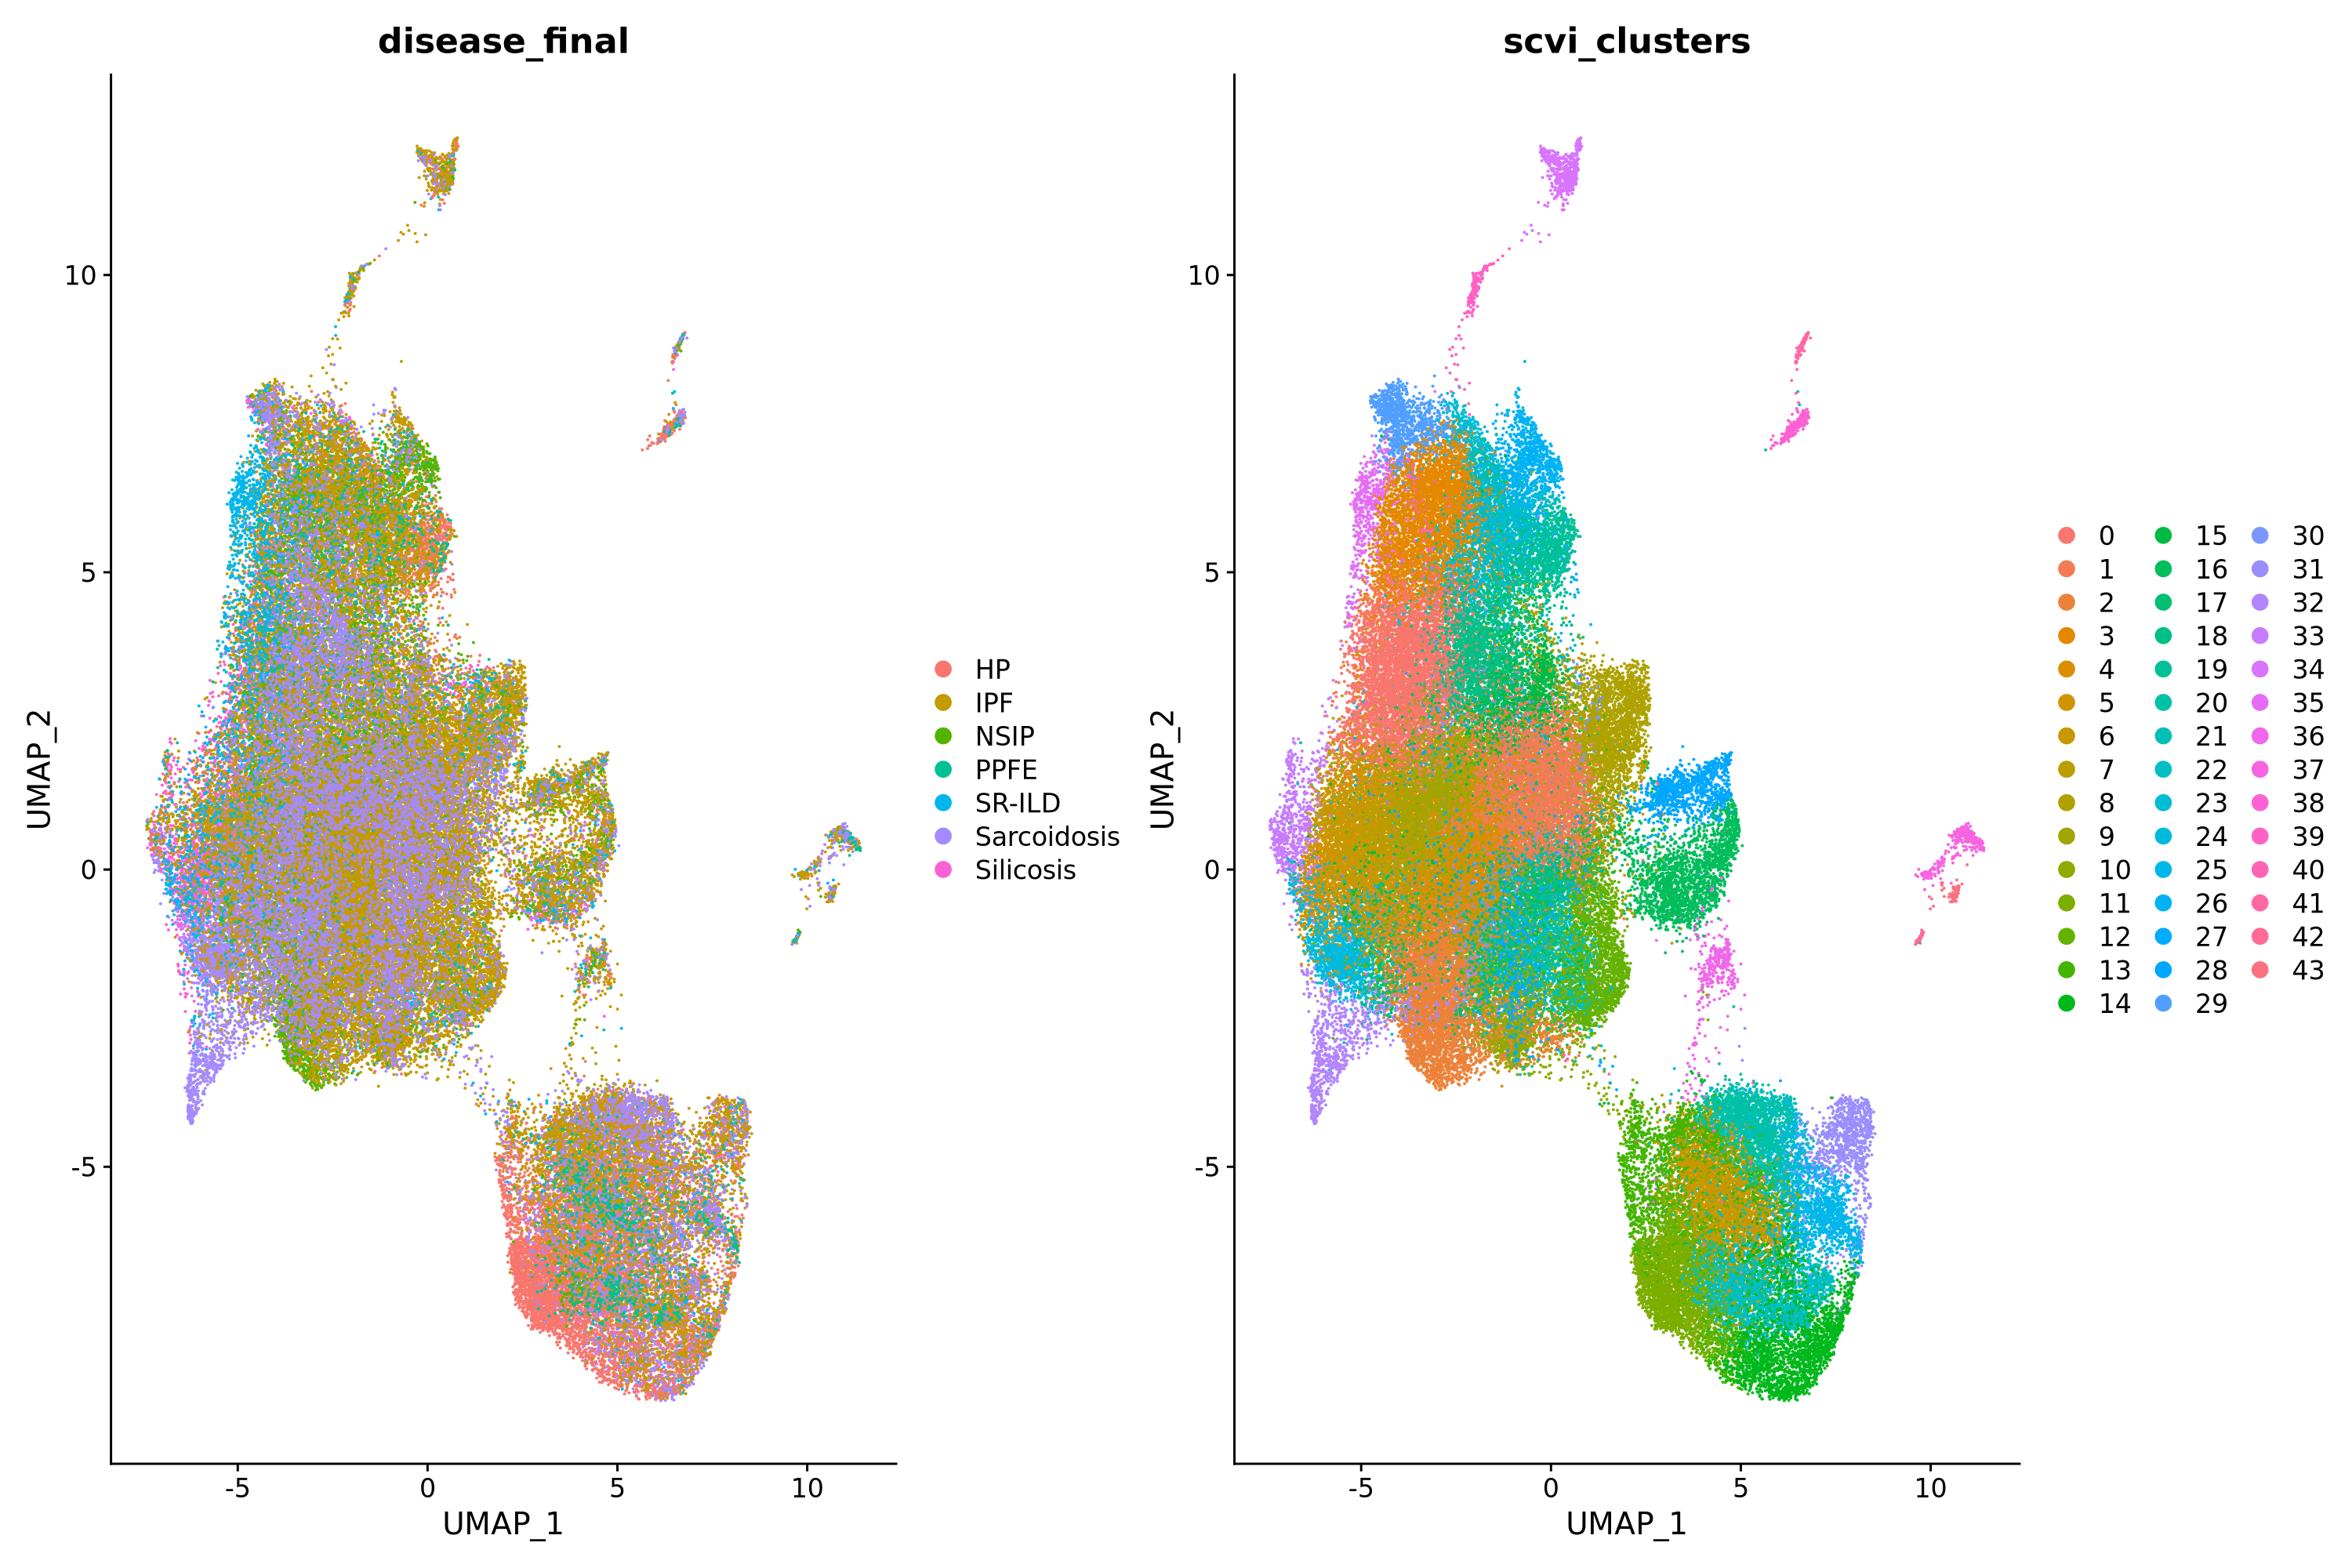 disease_final
UMAP_2
10
5
0
-5
-5 0 5 10
UMAP_1
HP
IPF
NSIP
PPFE
SR-ILD
Sarcoidosis
Silicosis
scvi_clusters
UMAP_2
10
5
0
-5
-5 0 5 10
UMAP_1
0 15 30
1 16 31
2 17 32
3 18 33
4 19 34
5 20 35
6 21 36
7 22 37
8 23 38
9 24 39
10 25 40
11 26 41
12 27 42
13 28 43
14 29